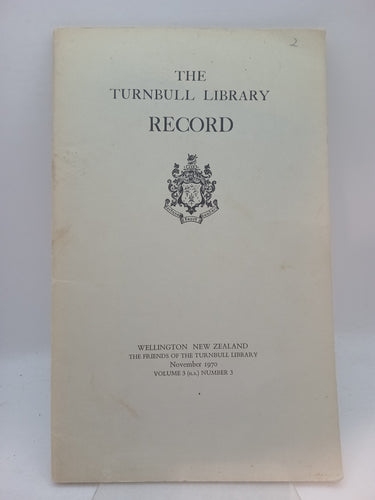 2
THE
TURNBULL LIBRARY
RECORD
WELLINGTON NEW ZEALAND
THE FRIENDS OF THE TURNBULL LIBRARY
November 1970
VOLUME 3 (n.s.) NUMBER 3